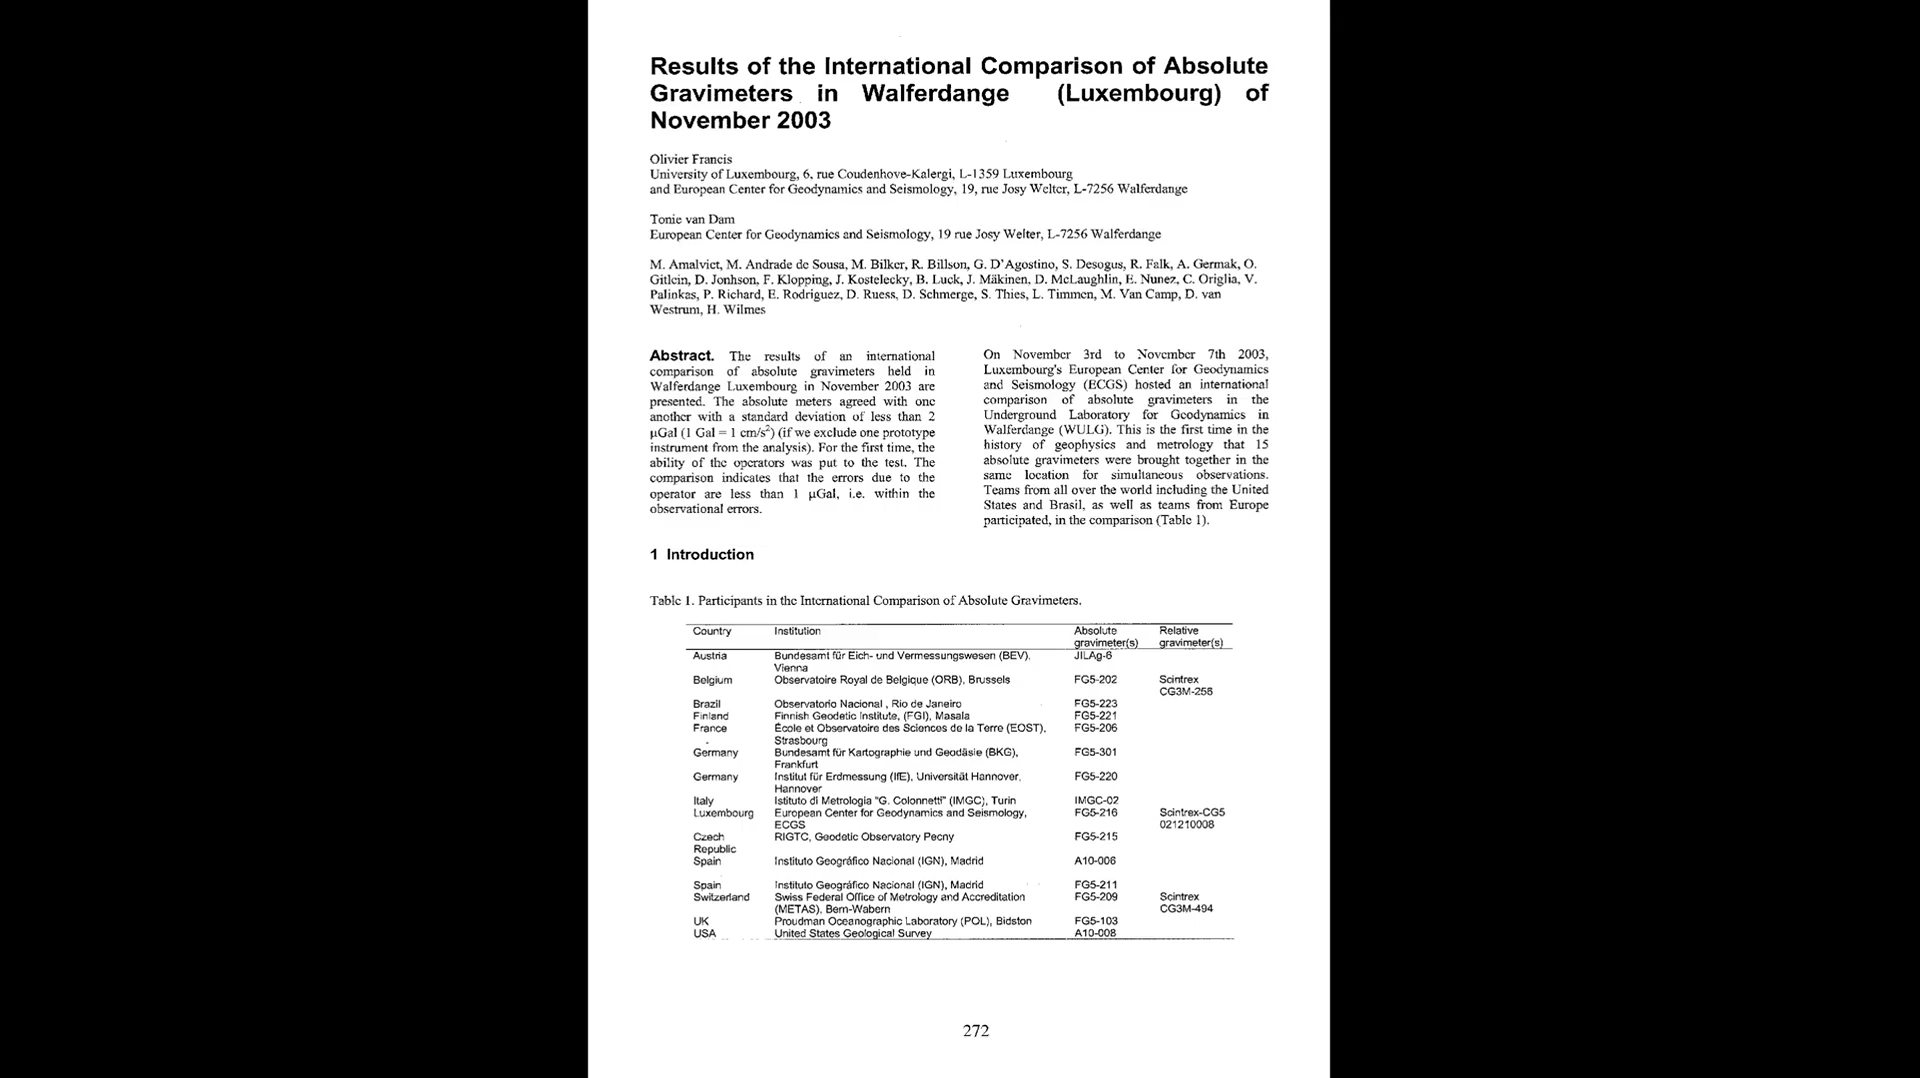 Results of the International Comparison of Absolute
Gravimeters in Walferdange (Luxembourg) of
November 2003
Olivier Francis
University of Luxembourg, 6, rue Coudenhove-Kalergi, L-1359 Luxembourg
and European Center for Geodynamics and Seismology, 19, rue Josy Welter, L-7256 Walferdange
Tonie van Dam
European Center for Geodynamics and Seismology, 19 rue Josy Welter, L-7256 Walferdange
M. Amalvict, M. Andrade de Sousa, M. Bilker, R. Billson, G. D'Agostino, S. Desogus, R. Falk, A. Germak, O.
Gitlein, D. Jonhson, F. Klopping, J. Kostelecky, B. Luck, J. Mäkinen, D. McLaughlin, E. Nunez, C. Origlia, V.
Palinkas, P. Richard, E. Rodriguez, D. Ruess, D. Schmerge, S. Thies, L. Timmen, M. Van Camp, D. van
Westrum, H. Wilmes
Abstract. The results of an international
comparison of absolute gravimeters held in
Walferdange Luxembourg in November 2003 are
presented. The absolute meters agreed with one
another with a standard deviation of less than 2
µGal (1 Gal = 1 cm/s²) (if we exclude one prototype
instrument from the analysis). For the first time, the
ability of the operators was put to the test. The
comparison indicates that the errors due to the
operator are less than 1 µGal, i.e. within the
observational errors.
1 Introduction
On November 3rd to November 7th 2003,
Luxembourg's European Center for Geodynamics
and Seismology (ECGS) hosted an international
comparison of absolute gravimeters in the
Underground Laboratory for Geodynamics in
Walferdange (WULG). This is the first time in the
history of geophysics and metrology that 15
absolute gravimeters were brought together in the
same location for simultaneous observations.
Teams from all over the world including the United
States and Brasil, as well as teams from Europe
participated, in the comparison (Table 1).
Table 1. Participants in the International Comparison of Absolute Gravimeters.
Country Institution Absolute gravimeter(s) Relative gravimeter(s)
Austria Bundesamt für Eich- und Vermessungswesen (BEV), JILAg-6
Vienna
Belgium Observatoire Royal de Belgique (ORB), Brussels FG5-202 Scintrex
CG3M-256
Brazil Observatorio Nacional , Rio de Janeiro FG5-223
Finland Finnish Geodetic Institute, (FGI), Masala FG5-221
France École et Observatoire des Sciences de la Terre (EOST), FG5-206
Strasbourg
Germany Bundesamt für Kartographie und Geodäsie (BKG), FG5-301
Frankfurt
Germany Institut für Erdmessung (IfE), Universität Hannover, FG5-220
Hannover
Italy Istituto di Metrologia "G. Colonnetti" (IMGC), Turin IMGC-02
Luxembourg European Center for Geodynamics and Seismology, FG5-216 Scintrex-CG5
ECGS 021210008
Czech RIGTC, Geodetic Observatory Pecny FG5-215
Republic
Spain Instituto Geográfico Nacional (IGN), Madrid A10-006
Spain Instituto Geográfico Nacional (IGN), Madrid FG5-211
Switzerland Swiss Federal Office of Metrology and Accreditation FG5-209 Scintrex
(METAS), Bern-Wabern CG3M-494
UK Proudman Oceanographic Laboratory (POL), Bidston FG5-103
USA United States Geological Survey A10-008
272